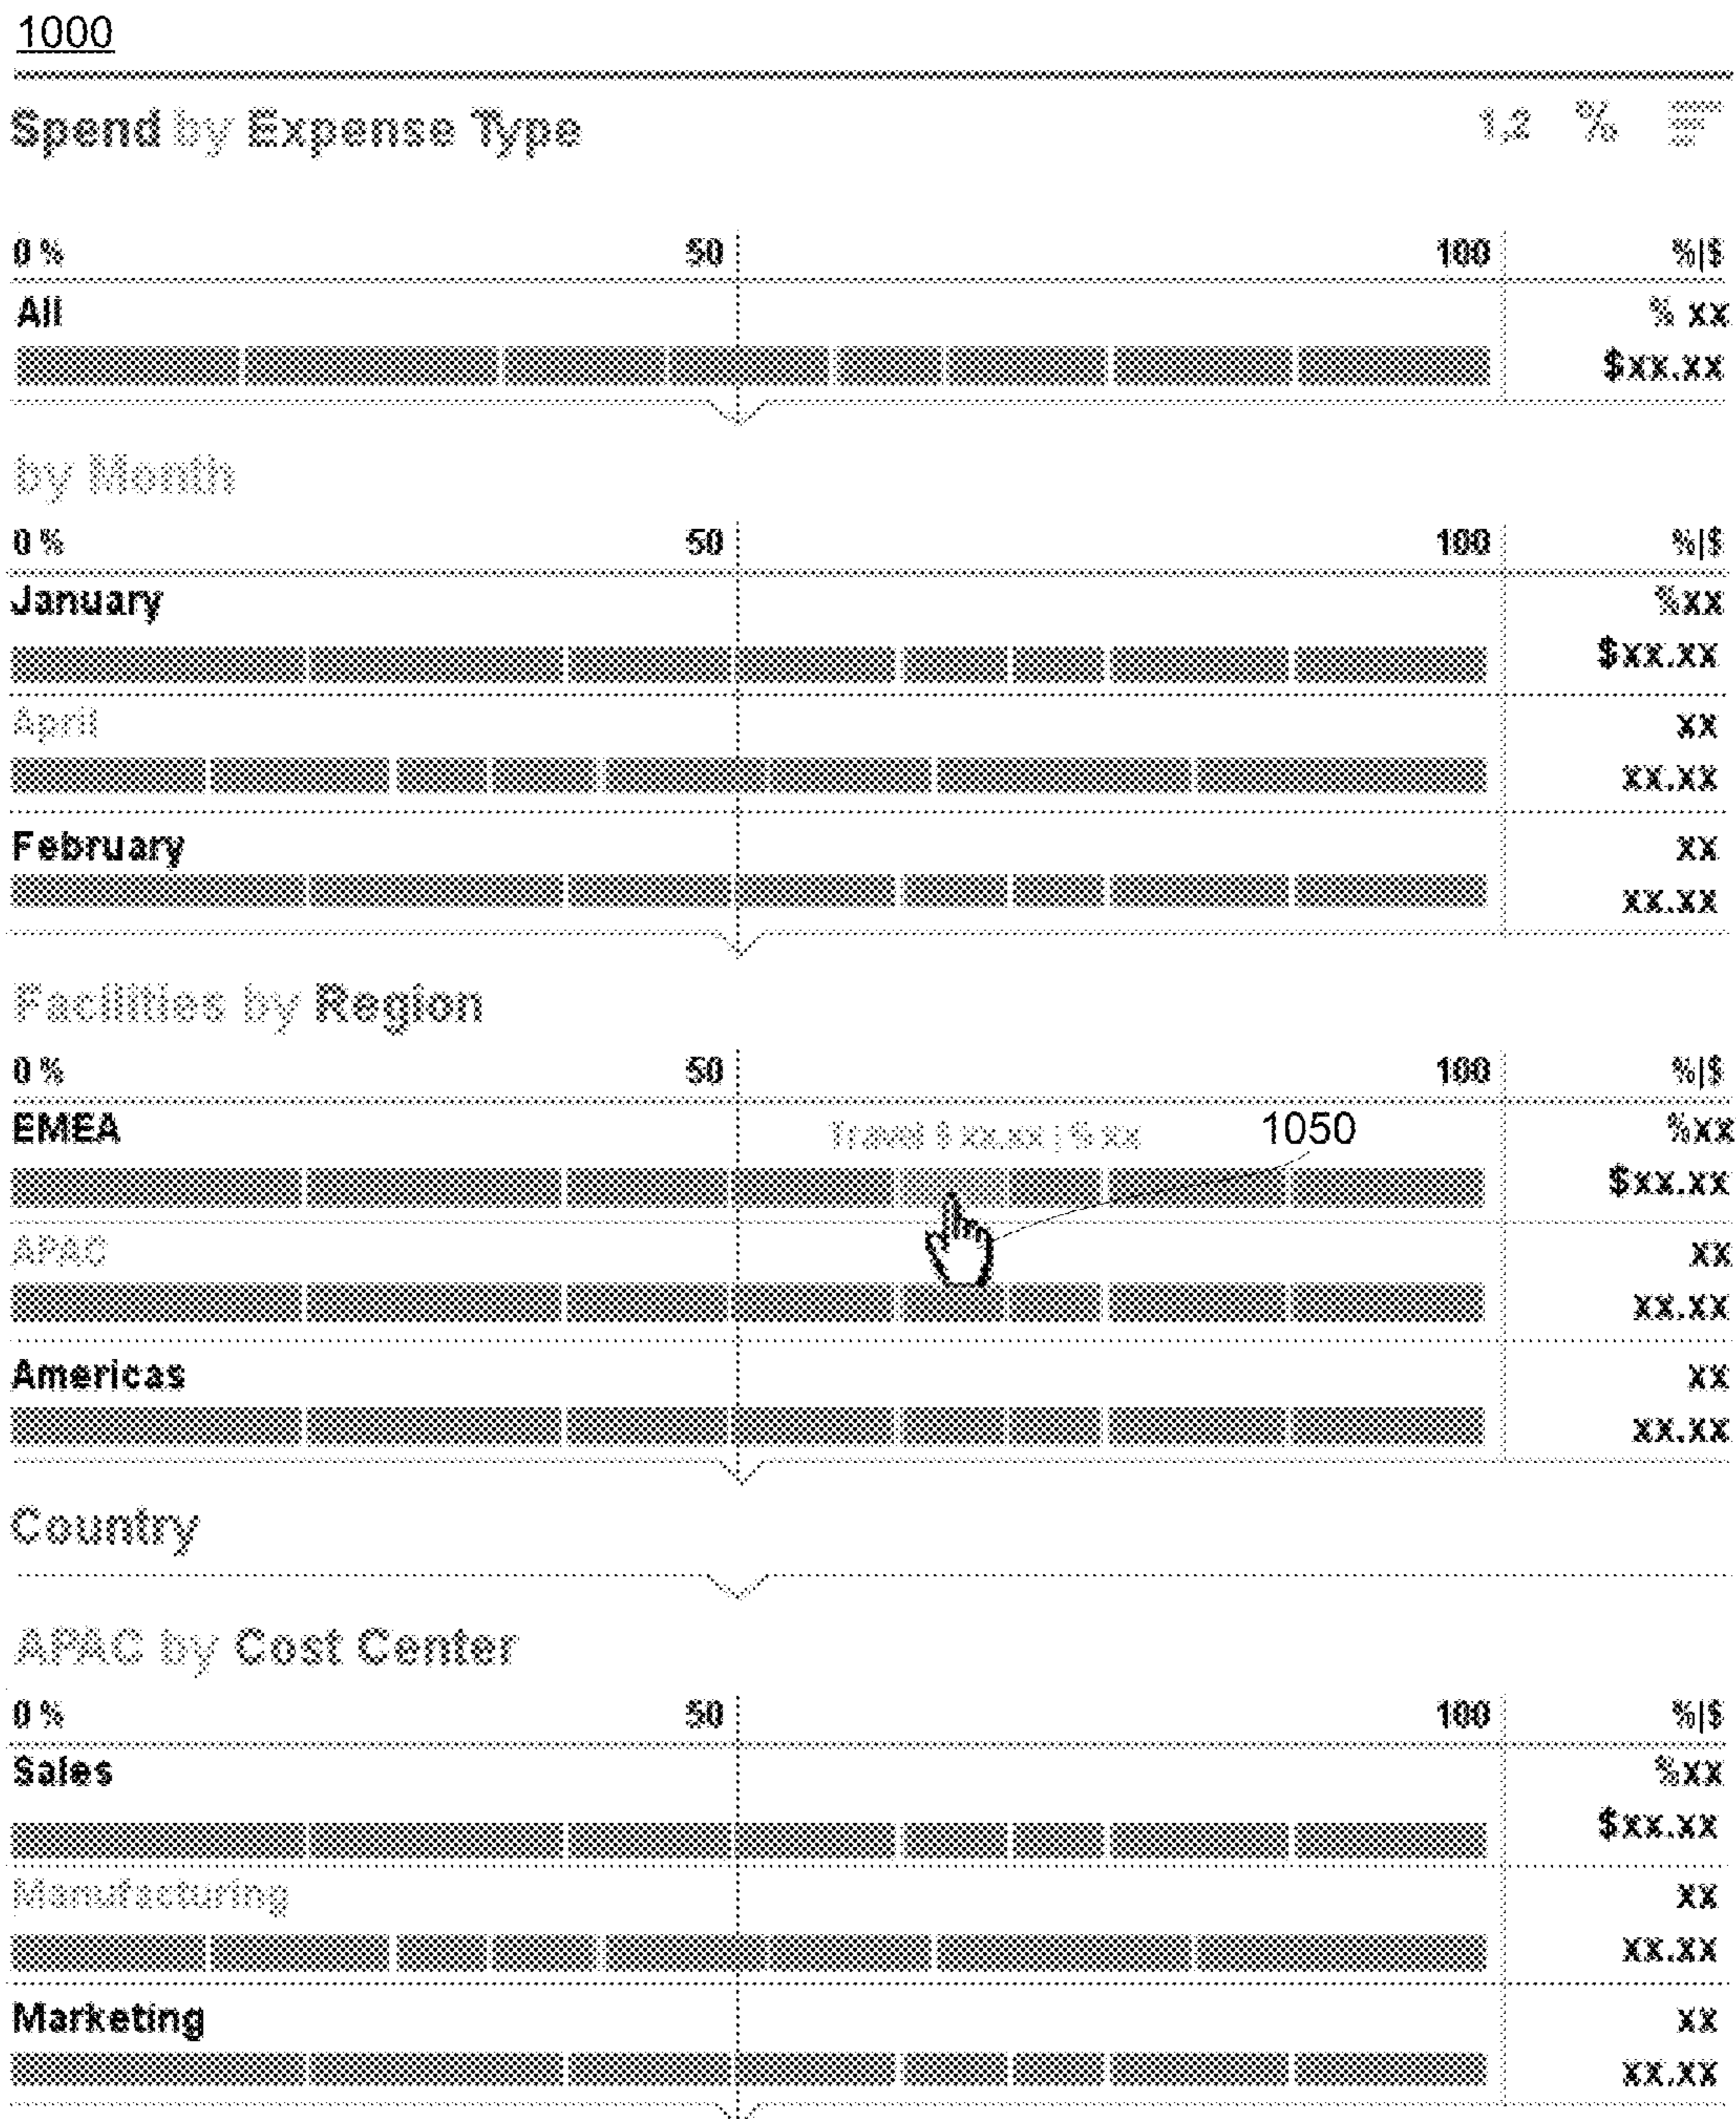 1000
Spend by Expense Type 1,2 %
0 % 50 100 %|$
All % xx
$xx.xx
by Month
0 % 50 100 %|$
January %xx
$xx.xx
April xx
xx.xx
February xx
xx.xx
Facilities by Region
0 % 50 100 %|$
EMEA Travel $ xx.xx | % xx 1050 %xx
$xx.xx
APAC xx
xx.xx
Americas xx
xx.xx
Country
APAC by Cost Center
0 % 50 100 %|$
Sales %xx
$xx.xx
Manufacturing xx
xx.xx
Marketing xx
xx.xx